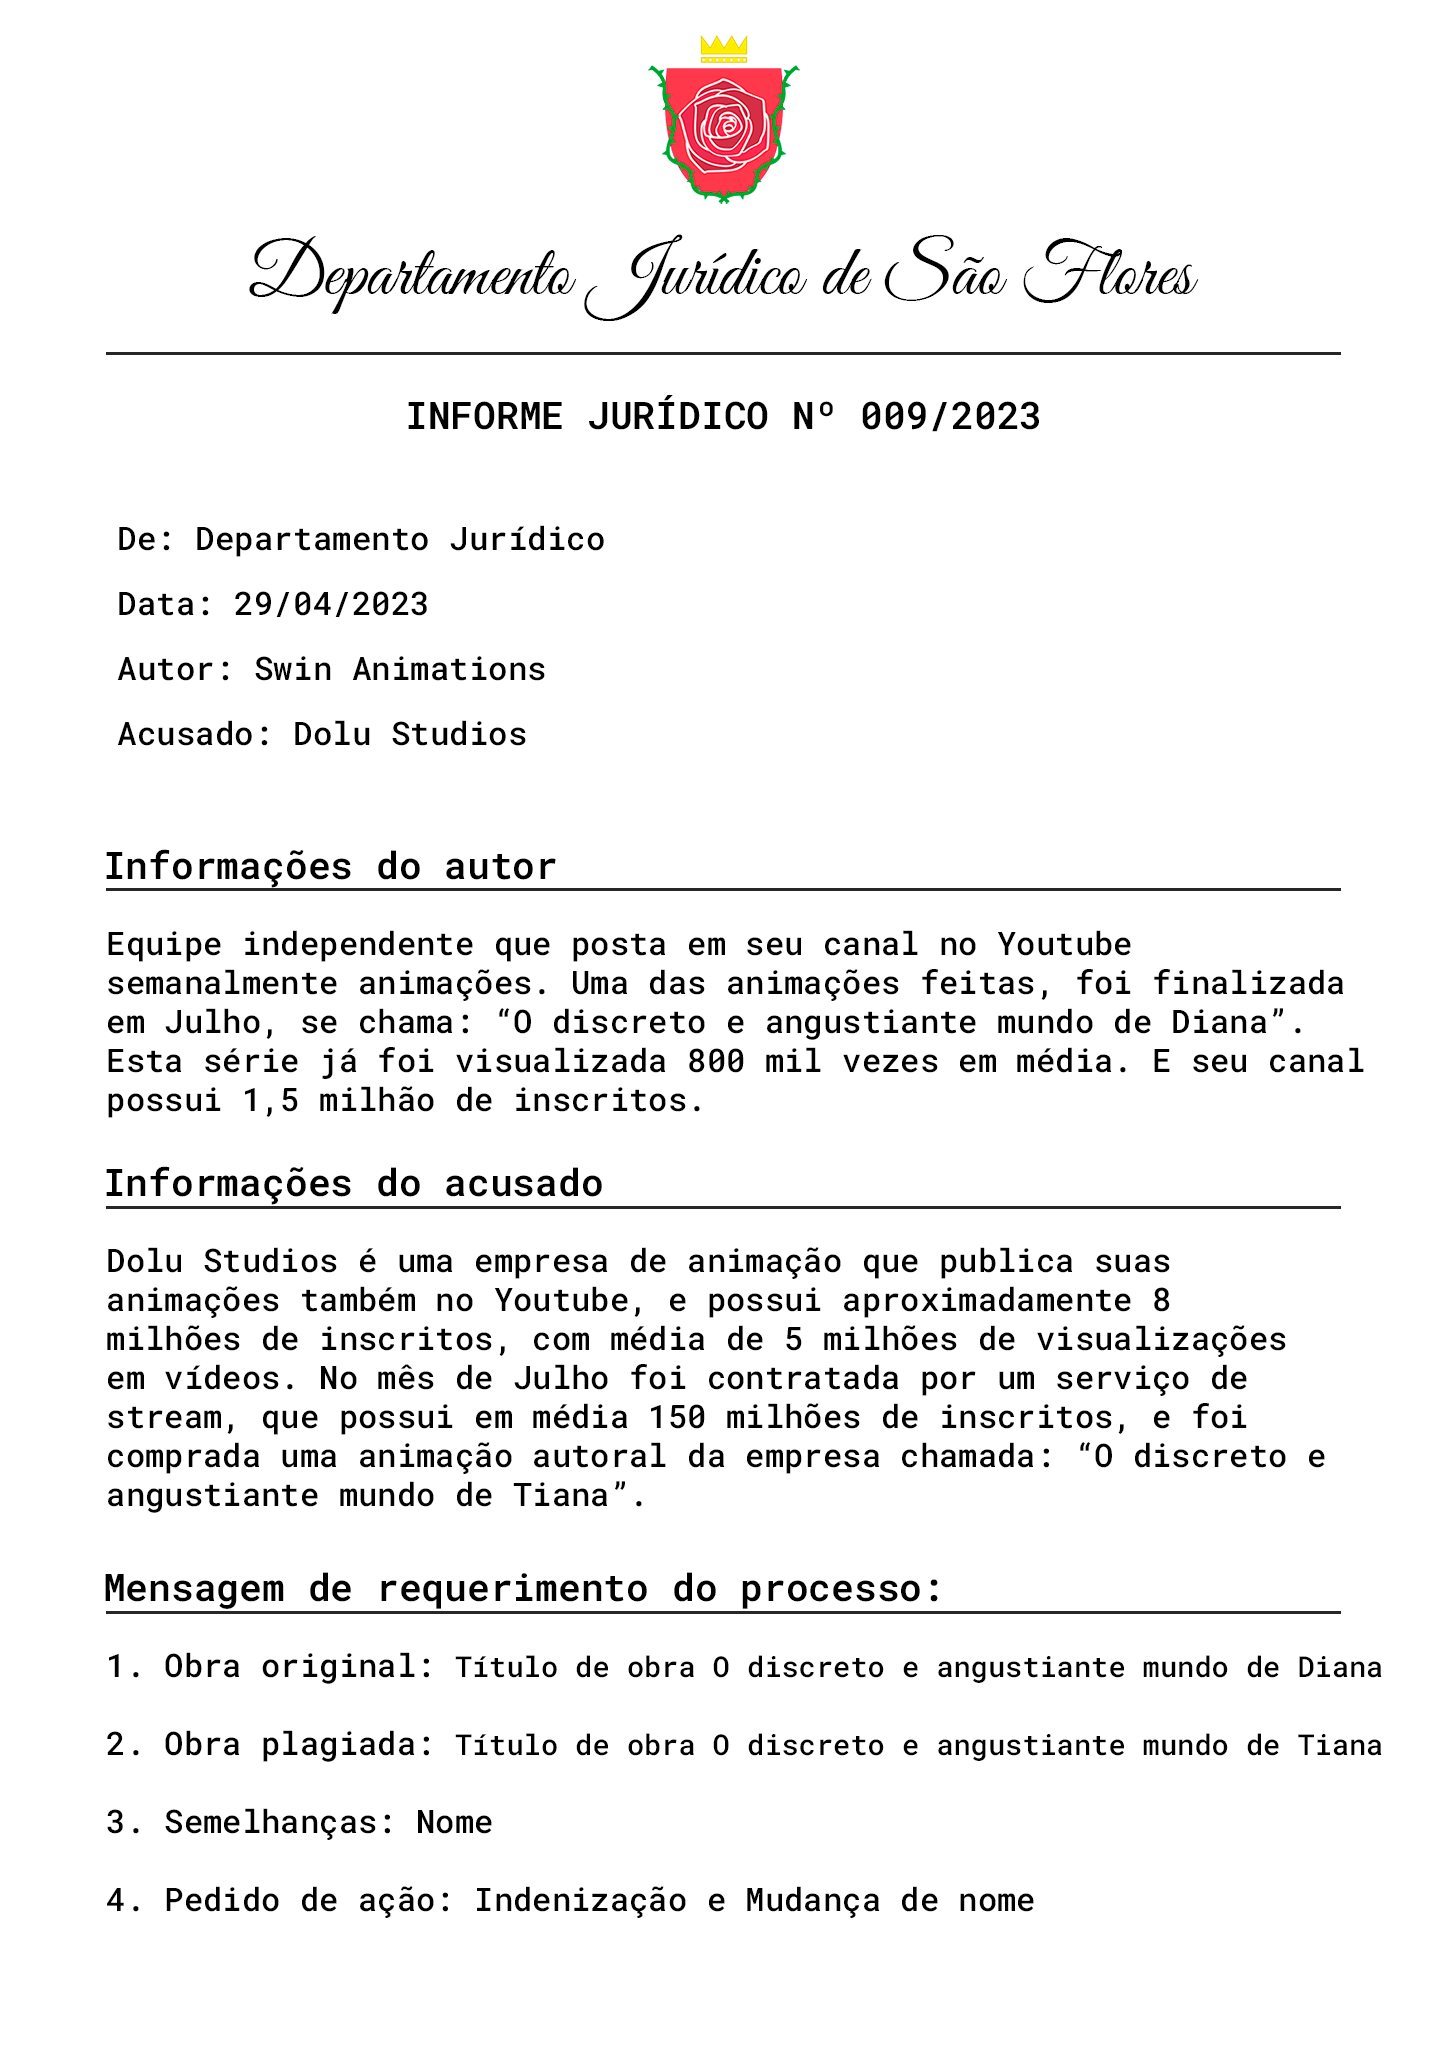 Departamento Jurídico de São Flores
INFORME JURÍDICO Nº 009/2023
De: Departamento Jurídico
Data: 29/04/2023
Autor: Swin Animations
Acusado: Dolu Studios
Informações do autor
Equipe independente que posta em seu canal no Youtube
semanalmente animações. Uma das animações feitas, foi finalizada
em Julho, se chama: “O discreto e angustiante mundo de Diana”.
Esta série já foi visualizada 800 mil vezes em média. E seu canal
possui 1,5 milhão de inscritos.
Informações do acusado
Dolu Studios é uma empresa de animação que publica suas
animações também no Youtube, e possui aproximadamente 8
milhões de inscritos, com média de 5 milhões de visualizações
em vídeos. No mês de Julho foi contratada por um serviço de
stream, que possui em média 150 milhões de inscritos, e foi
comprada uma animação autoral da empresa chamada: “O discreto e
angustiante mundo de Tiana”.
Mensagem de requerimento do processo:
1. Obra original: Título de obra O discreto e angustiante mundo de Diana
2. Obra plagiada: Título de obra O discreto e angustiante mundo de Tiana
3. Semelhanças: Nome
4. Pedido de ação: Indenização e Mudança de nome